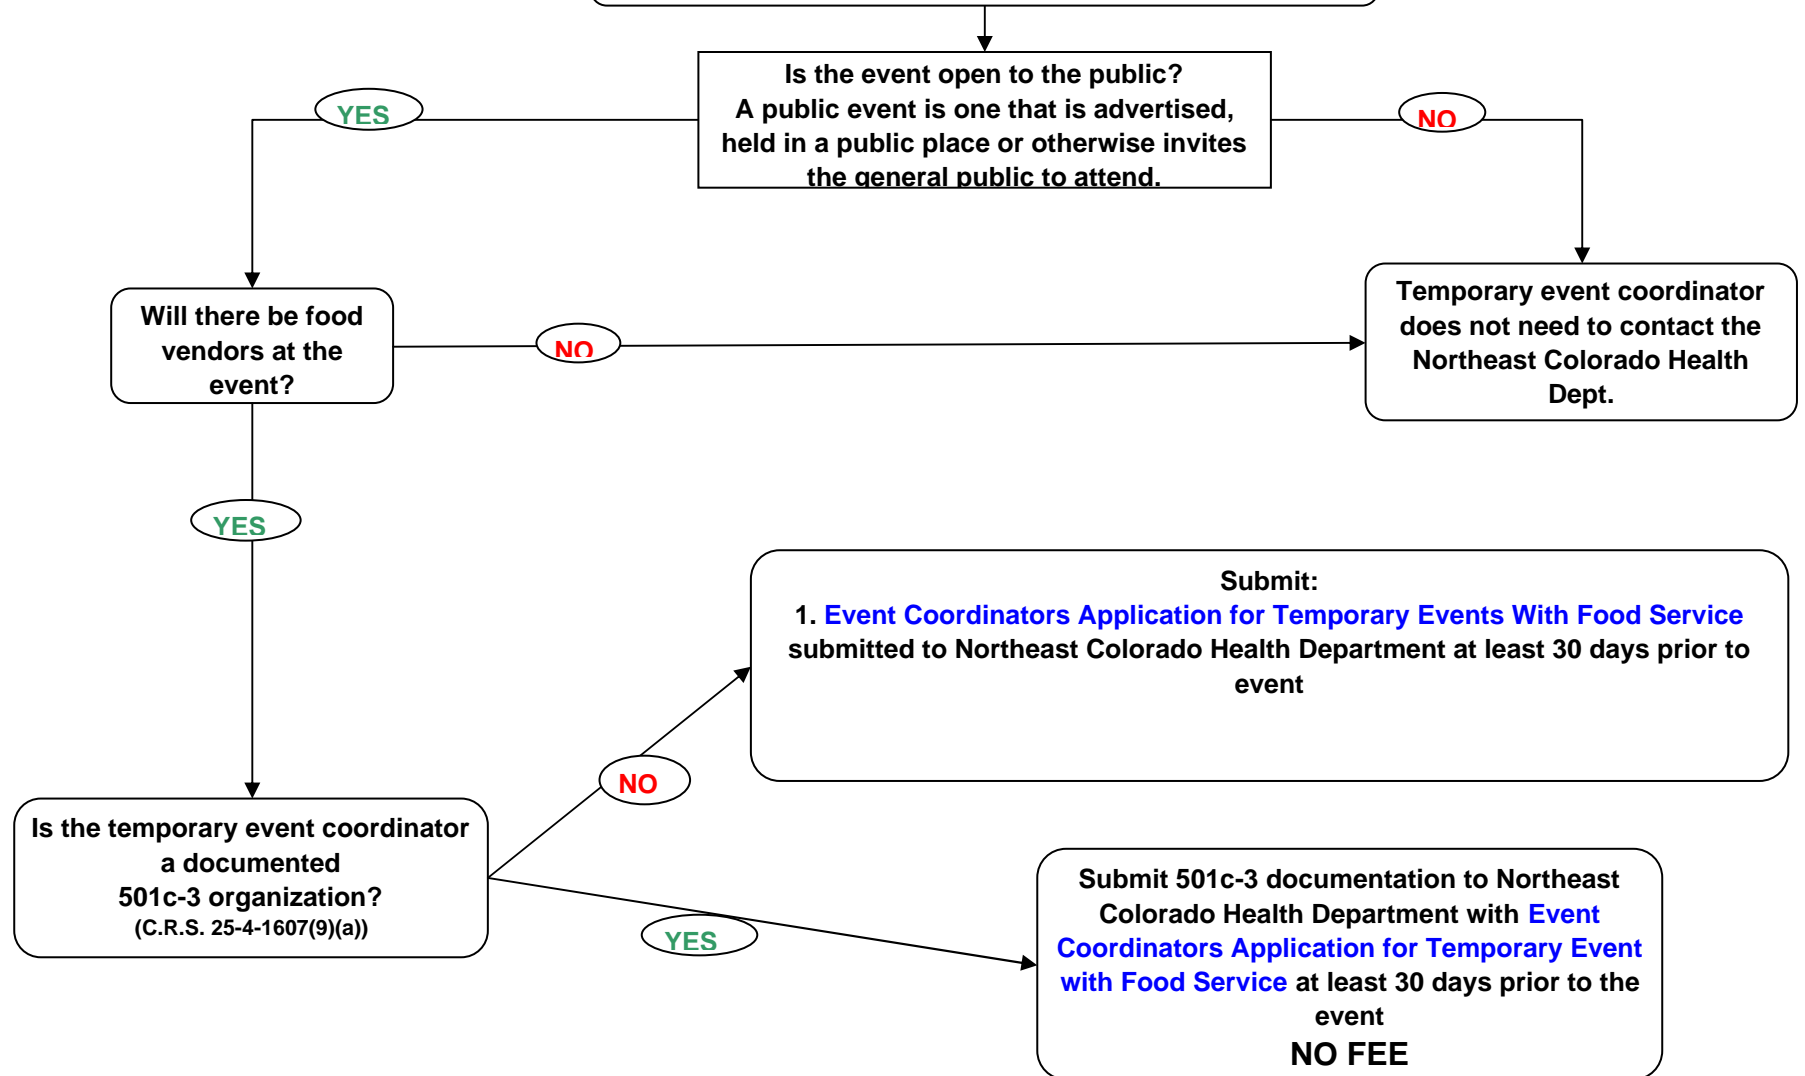 Is the event open to the public?
A public event is one that is advertised,
held in a public place or otherwise invites
the general public to attend.
YES
NO
Will there be food
vendors at the
event?
NO
Temporary event coordinator
does not need to contact the
Northeast Colorado Health
Dept.
YES
Submit:
1. Event Coordinators Application for Temporary Events With Food Service
submitted to Northeast Colorado Health Department at least 30 days prior to
event
NO
Is the temporary event coordinator
a documented
501c-3 organization?
(C.R.S. 25-4-1607(9)(a))
YES
Submit 501c-3 documentation to Northeast
Colorado Health Department with Event
Coordinators Application for Temporary Event
with Food Service at least 30 days prior to the
event
NO FEE